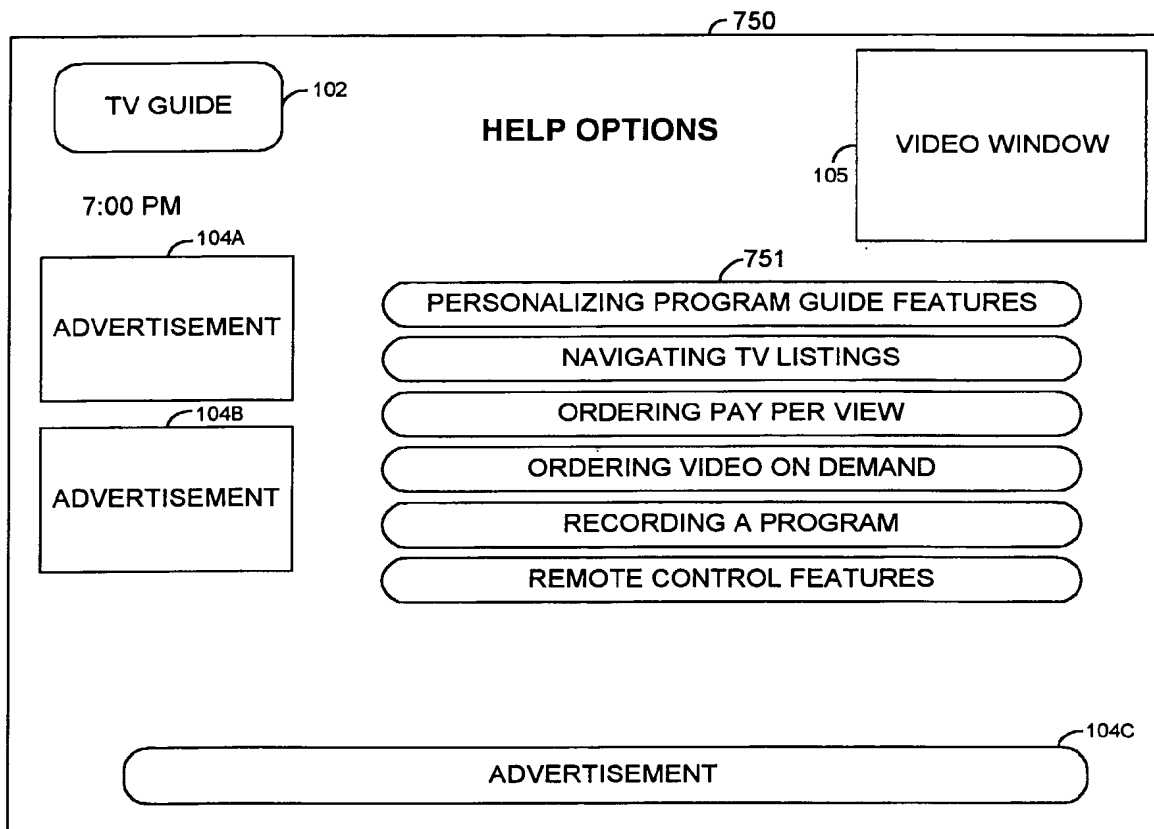 750
TV GUIDE
102
HELP OPTIONS
VIDEO WINDOW
105
7:00 PM
104A
ADVERTISEMENT
751
PERSONALIZING PROGRAM GUIDE FEATURES
NAVIGATING TV LISTINGS
ORDERING PAY PER VIEW
104B
ADVERTISEMENT
ORDERING VIDEO ON DEMAND
RECORDING A PROGRAM
REMOTE CONTROL FEATURES
104C
ADVERTISEMENT